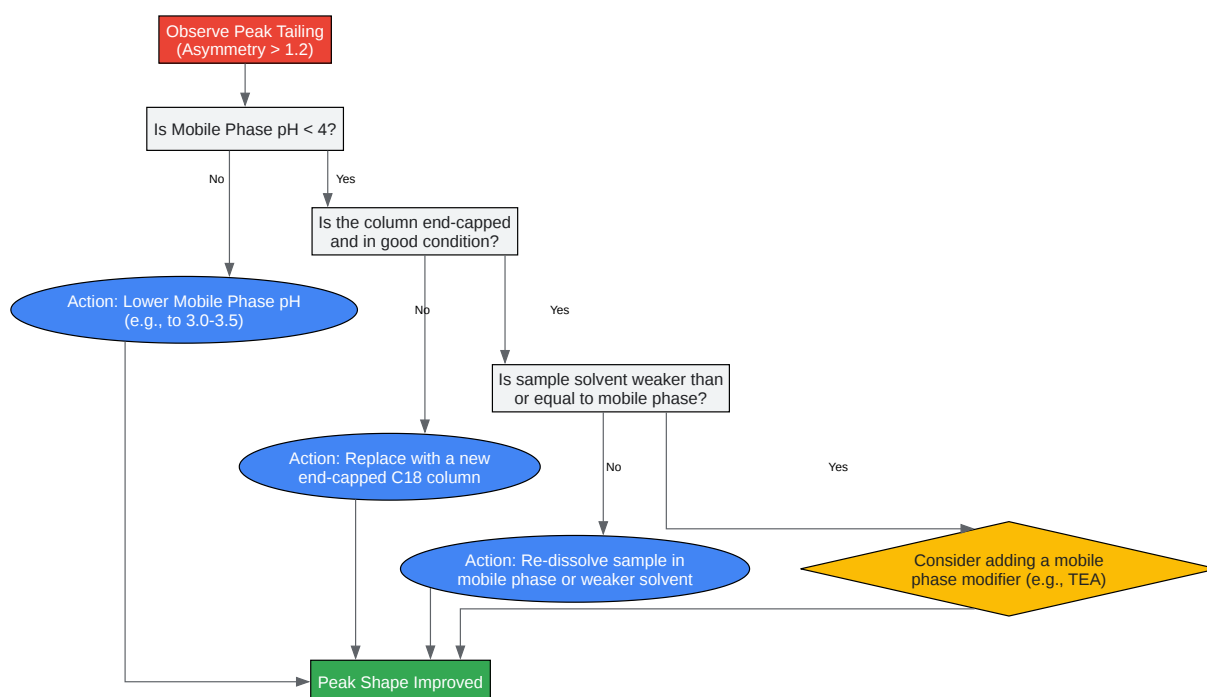 Observe Peak Tailing
(Asymmetry > 1.2)
Is Mobile Phase pH < 4?
No
Yes
Is the column end-capped
and in good condition?
Action: Lower Mobile Phase pH
(e.g., to 3.0-3.5)
No
Yes
Is sample solvent weaker than
or equal to mobile phase?
Action: Replace with a new
end-capped C18 column
No
Yes
Action: Re-dissolve sample in
mobile phase or weaker solvent
Consider adding a mobile
phase modifier (e.g., TEA)
Peak Shape Improved